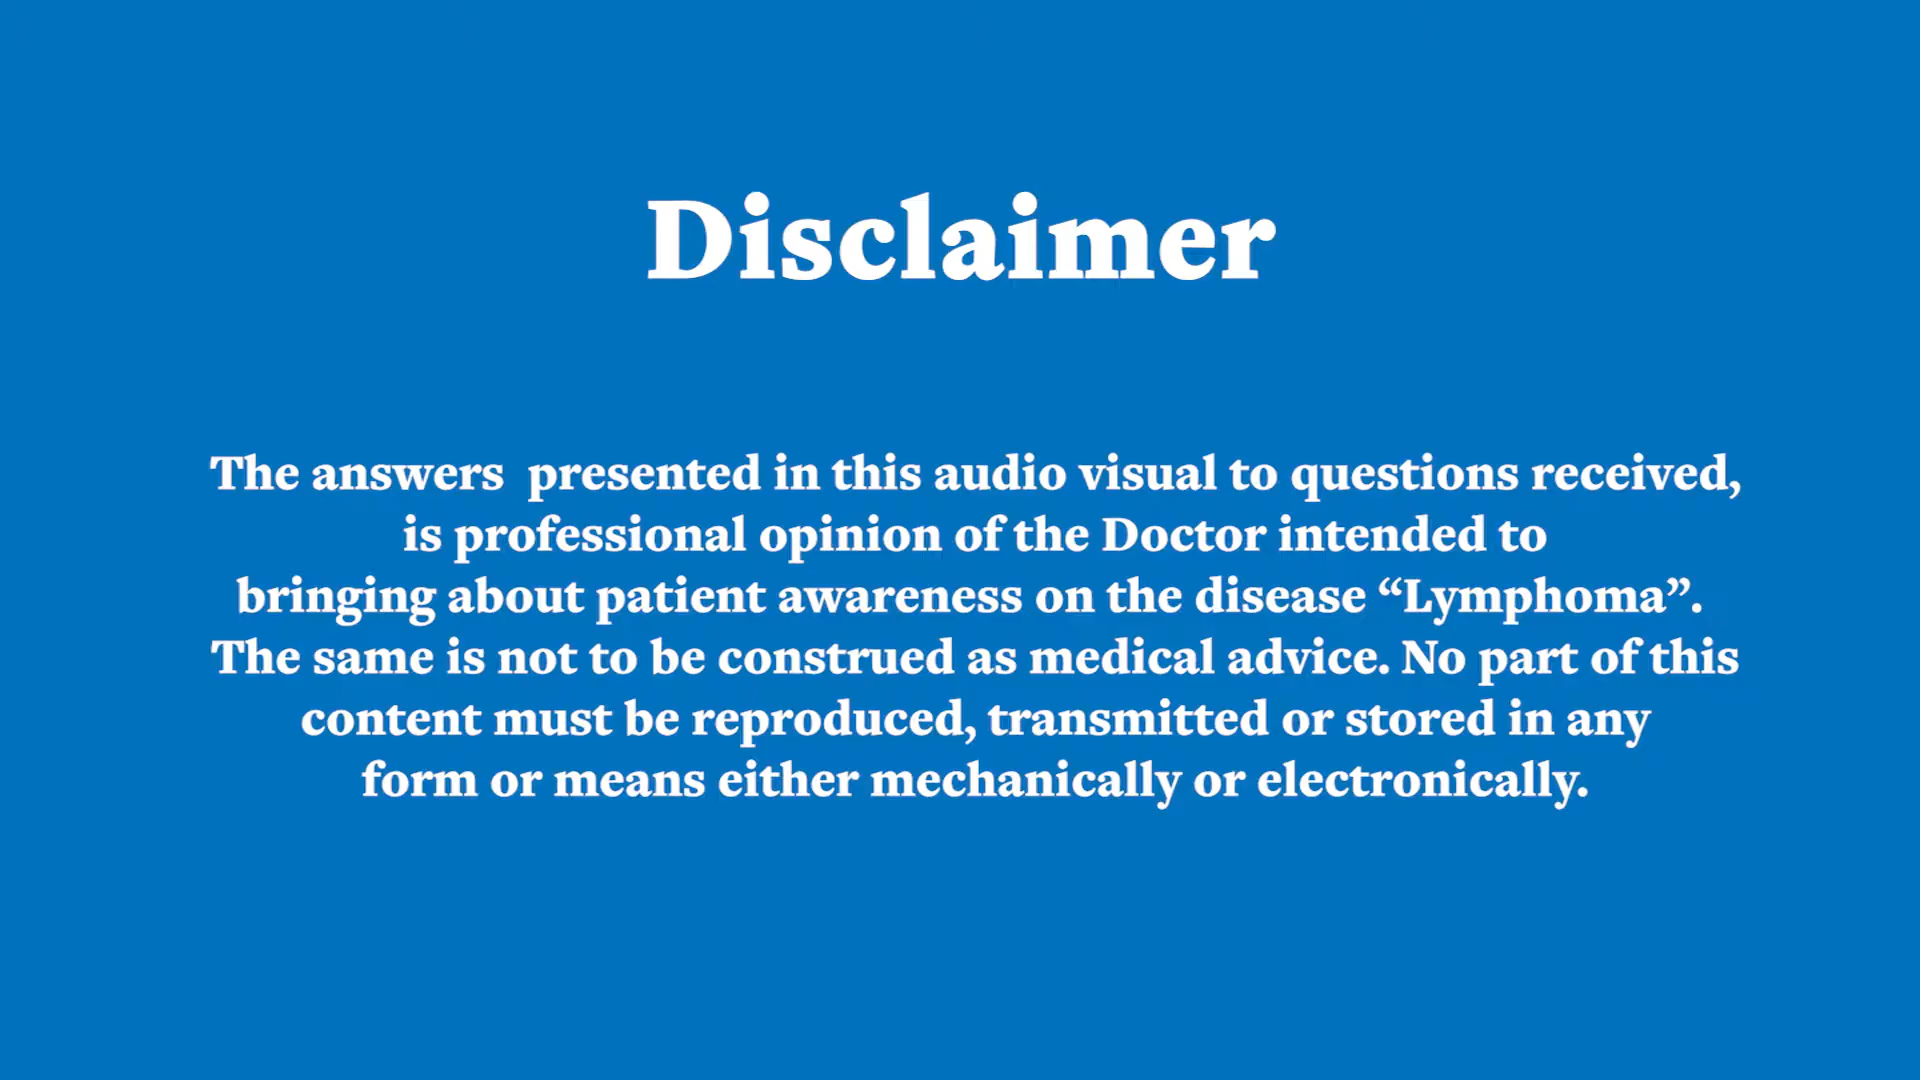 Disclaimer
The answers  presented in this audio visual to questions received,
is professional opinion of the Doctor intended to
bringing about patient awareness on the disease “Lymphoma”.
The same is not to be construed as medical advice. No part of this
content must be reproduced, transmitted or stored in any
form or means either mechanically or electronically.